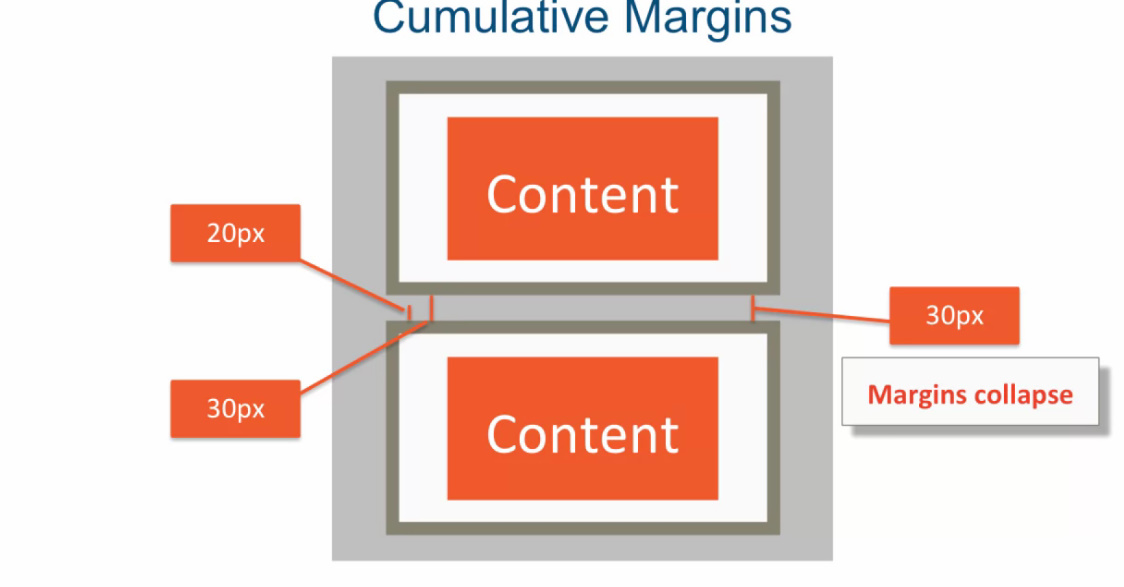 Cumulative Margins
Content
20px
30px
30px
Margins collapse
Content